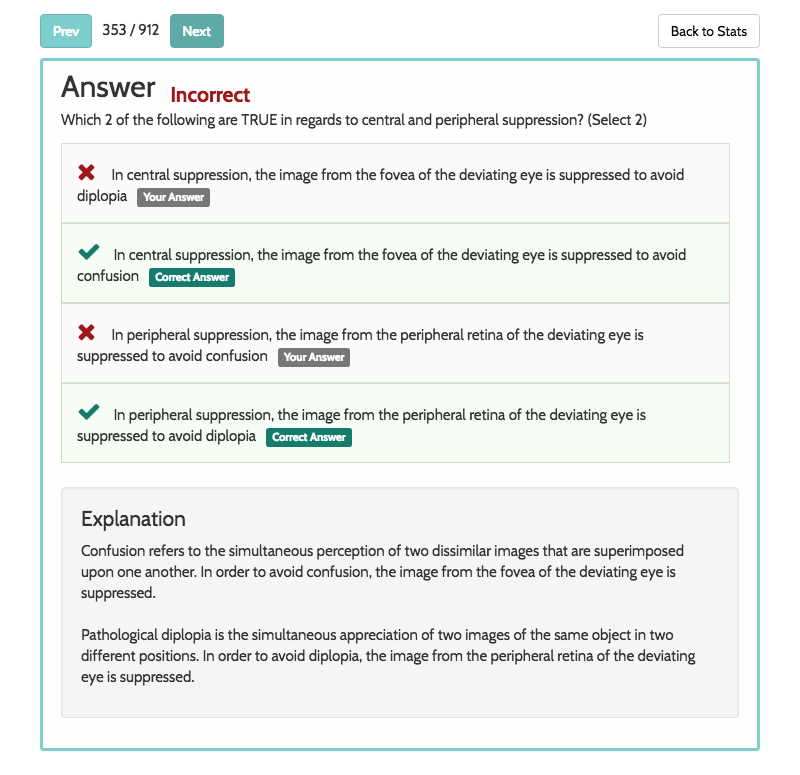 Prev 353 / 912 Next Back to Stats
Answer Incorrect
Which 2 of the following are TRUE in regards to central and peripheral suppression? (Select 2)
In central suppression, the image from the fovea of the deviating eye is suppressed to avoid
diplopia Your Answer
In central suppression, the image from the fovea of the deviating eye is suppressed to avoid
confusion Correct Answer
In peripheral suppression, the image from the peripheral retina of the deviating eye is
suppressed to avoid confusion Your Answer
In peripheral suppression, the image from the peripheral retina of the deviating eye is
suppressed to avoid diplopia Correct Answer
Explanation
Confusion refers to the simultaneous perception of two dissimilar images that are superimposed
upon one another. In order to avoid confusion, the image from the fovea of the deviating eye is
suppressed.
Pathological diplopia is the simultaneous appreciation of two images of the same object in two
different positions. In order to avoid diplopia, the image from the peripheral retina of the deviating
eye is suppressed.